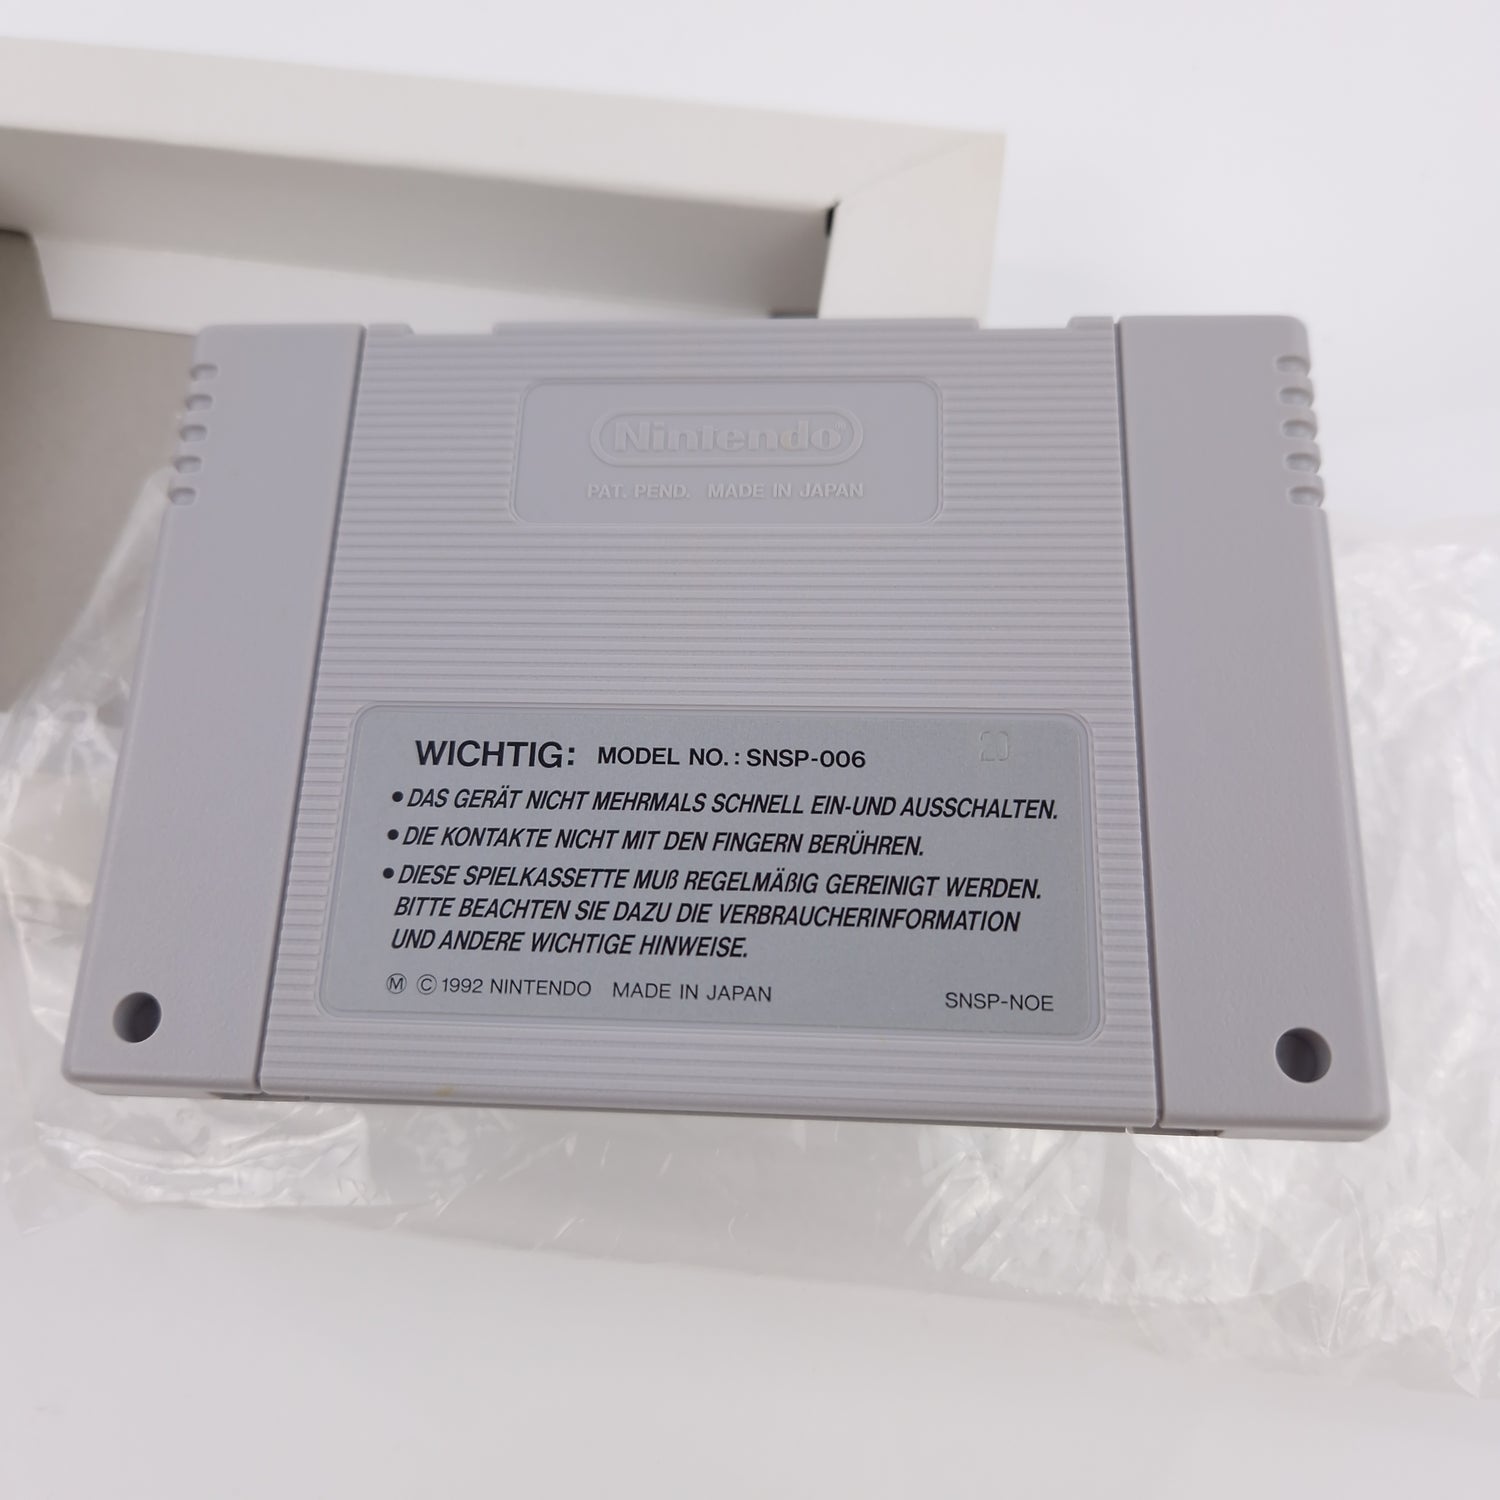 Nintendo
PAT. PEND. MADE IN JAPAN
WICHTIG: MODEL NO.: SNSP-006
20
• DAS GERÄT NICHT MEHRMALS SCHNELL EIN-UND AUSSCHALTEN.
• DIE KONTAKTE NICHT MIT DEN FINGERN BERÜHREN.
• DIESE SPIELKASSETTE MUß REGELMÄßIG GEREINIGT WERDEN.
BITTE BEACHTEN SIE DAZU DIE VERBRAUCHERINFORMATION
UND ANDERE WICHTIGE HINWEISE.
Ⓜ © 1992 NINTENDO MADE IN JAPAN
SNSP-NOE